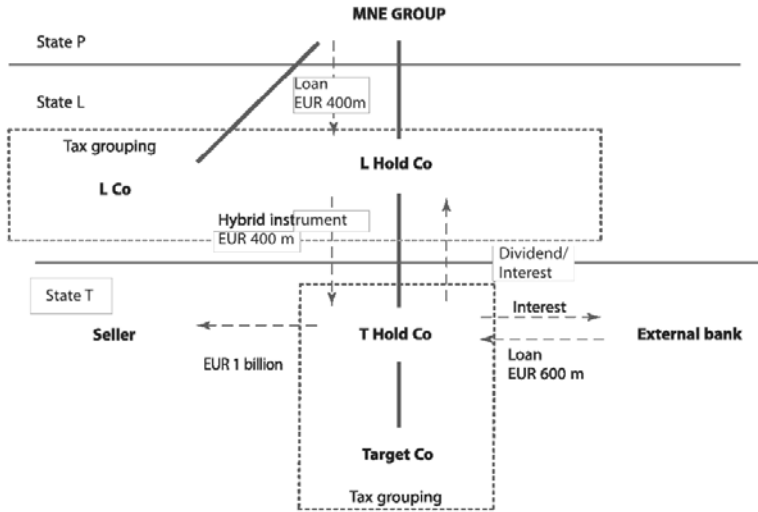 MNE GROUP
State P
State L
Loan
EUR 400m
Tax grouping
L Co
L Hold Co
Hybrid instrument
EUR 400 m
Dividend/
Interest
State T
Seller
EUR 1 billion
T Hold Co
Interest
External bank
Loan
EUR 600 m
Target Co
Tax grouping